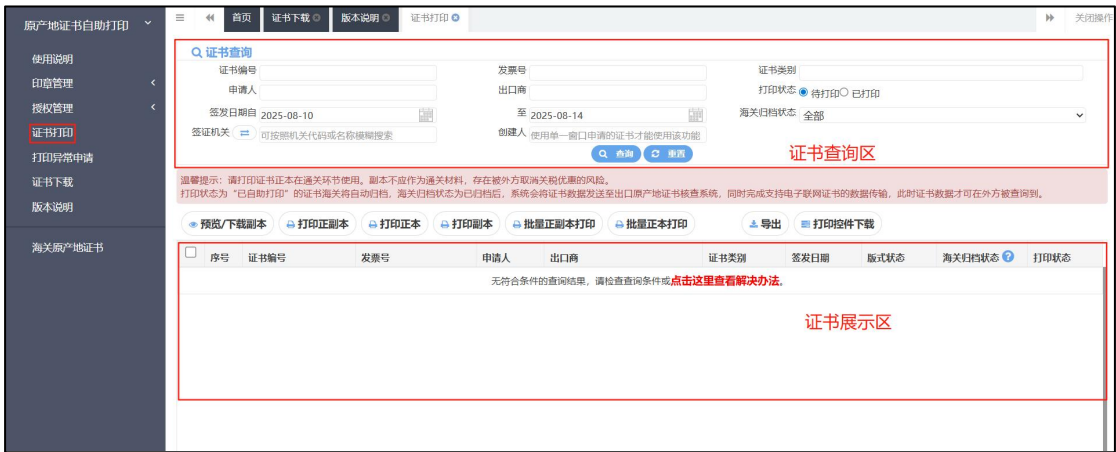 原产地证书自助打印
使用说明
印章管理
授权管理
证书打印
打印异常申请
证书下载
版本说明
海关原产地证书
首页 证书下载 版本说明 证书打印 关闭操作
证书查询
证书编号 发票号 证书类别
申请人 出口商 打印状态 待打印 已打印
签发日期自 2025-08-10 至 2025-08-14 海关归档状态 全部
签证机关 可按照机关代码或名称模糊搜索 创建人 使用单一窗口申请的证书才能使用该功能
查询 重置 证书查询区
温馨提示：请打印证书正本在通关环节使用。副本不应作为通关材料，存在被外方取消关税优惠的风险。
打印状态为“已自助打印”的证书海关将自动归档，海关归档状态为已归档后，系统会将证书数据发送至出口原产地证书核查系统，同时完成支持电子联网证书的数据传输，此时证书数据才可在外方被查询到。
预览/下载副本 打印正副本 打印正本 打印副本 批量正副本打印 批量正本打印 导出 打印控件下载
序号 证书编号 发票号 申请人 出口商 证书类别 签发日期 版式状态 海关归档状态 ? 打印状态
无符合条件的查询结果，请检查查询条件或点击这里查看解决办法。
证书展示区